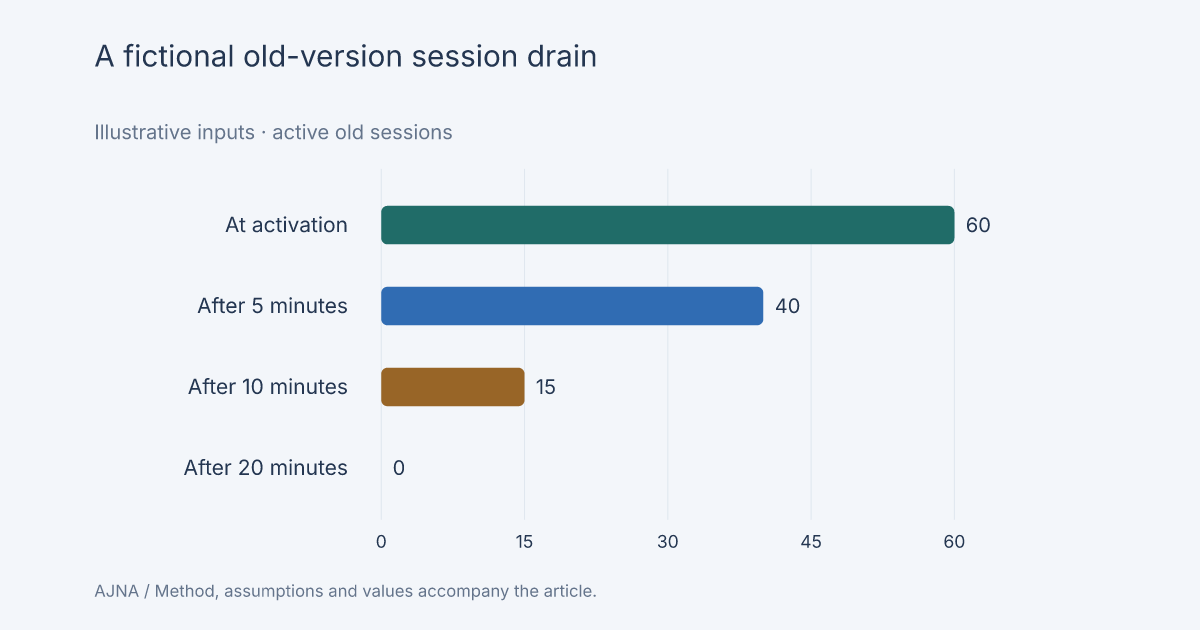 A fictional old-version session drain
Illustrative inputs · active old sessions
At activation 60
After 5 minutes 40
After 10 minutes 15
After 20 minutes 0
0 15 30 45 60
AJNA / Method, assumptions and values accompany the article.